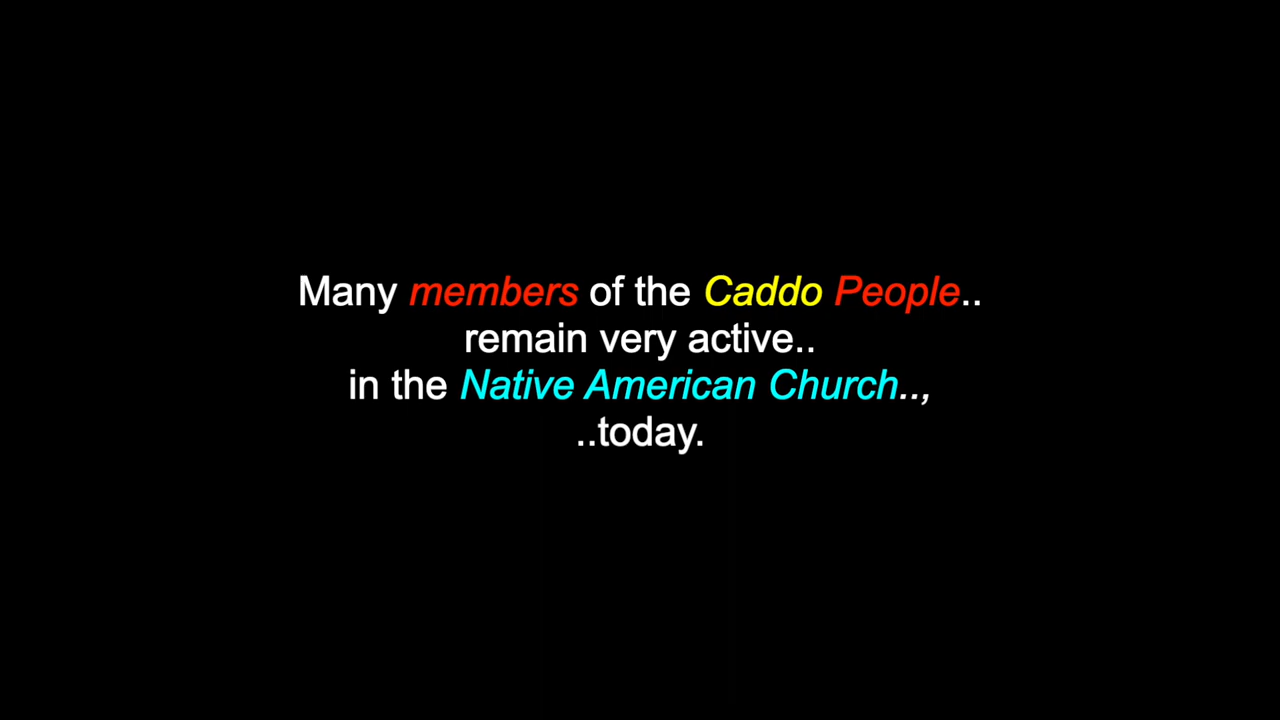 Many members of the Caddo People..
remain very active..
in the Native American Church..,
..today.